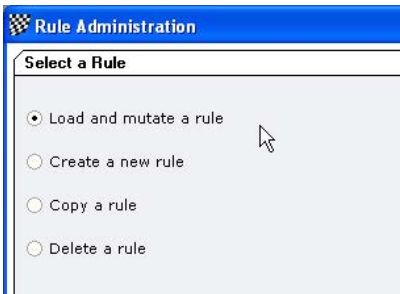 Rule Administration
Select a Rule
Load and mutate a rule
Create a new rule
Copy a rule
Delete a rule